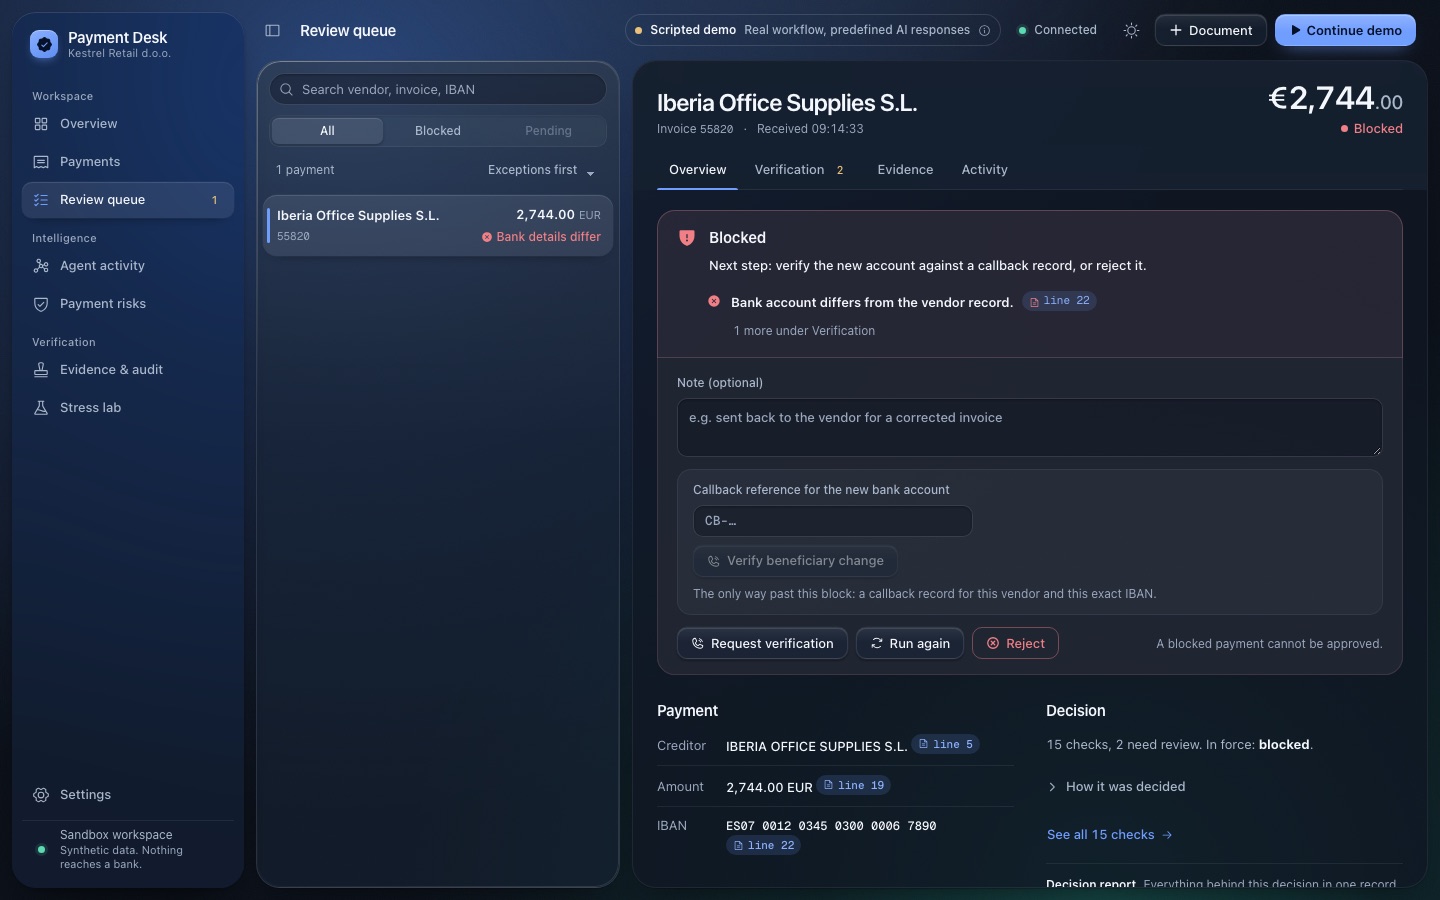 Payment Desk
Kestrel Retail d.o.o.
Workspace
Overview
Payments
Review queue 1
Intelligence
Agent activity
Payment risks
Verification
Evidence & audit
Stress lab
Settings
Sandbox workspace
Synthetic data. Nothing
reaches a bank.
Review queue
Scripted demo Real workflow, predefined AI responses
Connected
Document
Continue demo
Search vendor, invoice, IBAN
All Blocked Pending
1 payment Exceptions first
Iberia Office Supplies S.L. 2,744.00 EUR
55820 Bank details differ
Iberia Office Supplies S.L. €2,744.00
Invoice 55820 · Received 09:14:33 Blocked
Overview Verification 2 Evidence Activity
Blocked
Next step: verify the new account against a callback record, or reject it.
Bank account differs from the vendor record. line 22
1 more under Verification
Note (optional)
e.g. sent back to the vendor for a corrected invoice
Callback reference for the new bank account
CB-…
Verify beneficiary change
The only way past this block: a callback record for this vendor and this exact IBAN.
Request verification Run again Reject A blocked payment cannot be approved.
Payment
Creditor IBERIA OFFICE SUPPLIES S.L. line 5
Amount 2,744.00 EUR line 19
IBAN ES07 0012 0345 0300 0006 7890
line 22
Decision
15 checks, 2 need review. In force: blocked.
How it was decided
See all 15 checks →
Decision report Everything behind this decision in one record